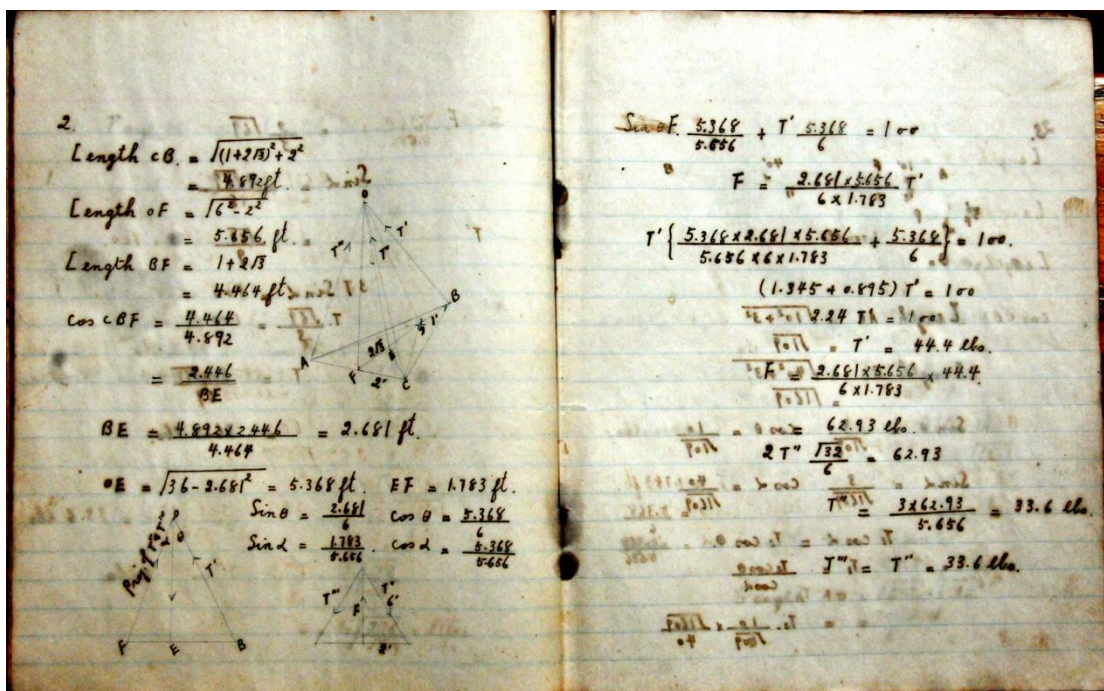 2.
Length CB. = √((1+2√3)² + 2²)
= 4.892 ft.
Length OF = √(6² - 2²)
= 5.656 ft.
Length BF = 1 + 2√3
= 4.464 ft
cos CBF = 4.464/4.892
= 2.446/BE
BE = 4.892 x 2.446/4.464 = 2.681 ft.
OE = √(36 - 2.681²) = 5.368 ft. EF = 1.783 ft.
Sin θ = 2.681/6 cos θ = 5.368/6
Sin α = 1.783/5.656 . cos α = 5.368/5.656
O
T'
T"
T'
B
1'
2√3
A
F
E
2'
C
α
θ
T'
F
E
B
T'''
F
T"
6'
2'
Sin θ F. 5.368/5.656 + T' 5.368/6 = 100
F = 2.681 x 5.656/6 x 1.783 T'
T' { 5.368 x 2.681 x 5.656/5.656 x 6 x 1.783 + 5.368/6 } = 100.
(1.345 + 0.895) T' = 100
2.24 T' = 100
T' = 44.4 lbs.
F = 2.681 x 5.656/6 x 1.783 x 44.4
= 62.93 lbs.
2 T" √32/6 = 62.93
T" = 3 x 62.93/5.656 = 33.6 lbs.
T''' = T" = 33.6 lbs.